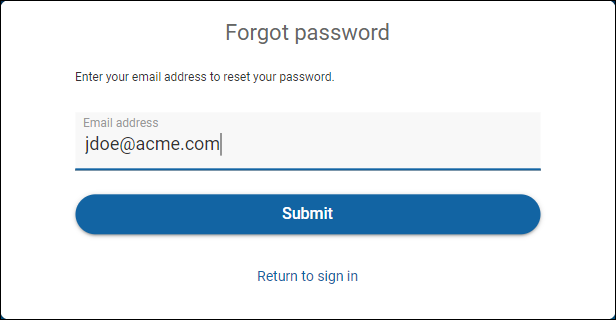 Forgot password
Enter your email address to reset your password.
Email address
jdoe@acme.com
Submit
Return to sign in